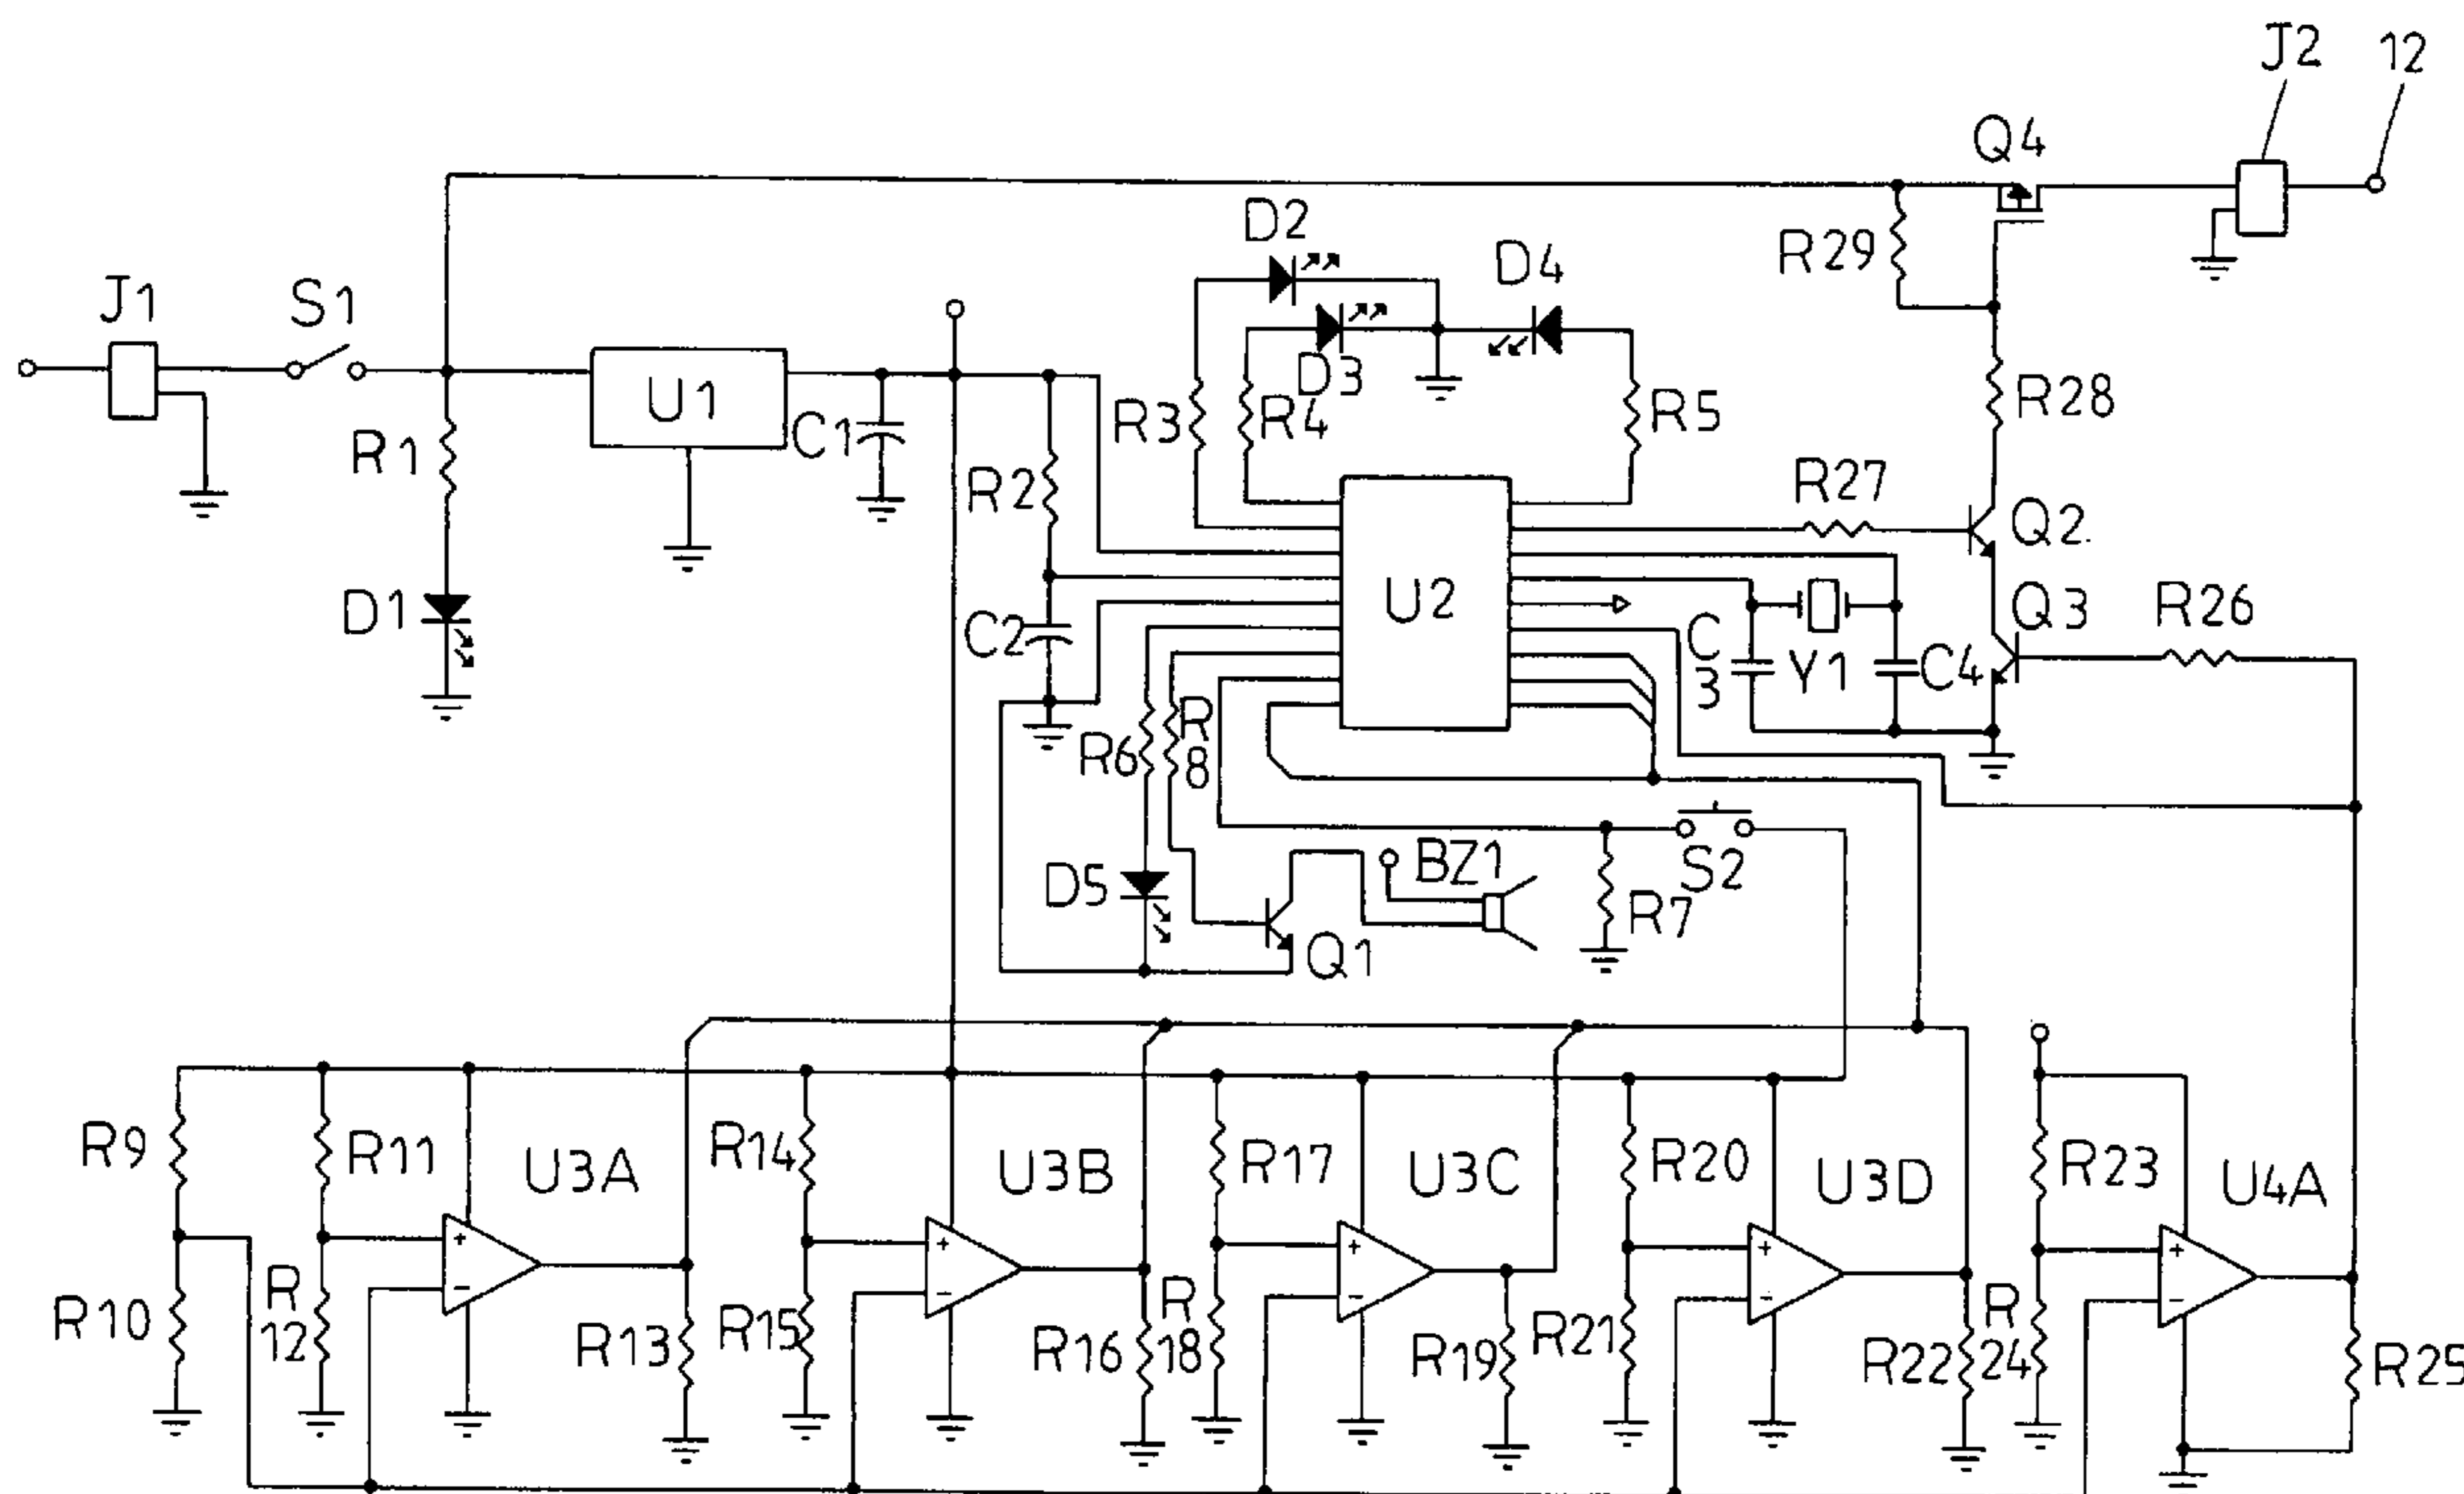 J2
12
Q4
D2
D4
R29
J1
S1
D3
U1
C1
R3
R4
R5
R28
R1
R2
R27
Q2
U2
D1
C2
Q3
R26
C
3
Y1
C4
R6
R
8
BZ1
S2
D5
R7
Q1
R9
R11
U3A
R14
U3B
R17
U3C
R20
U3D
R23
U4A
+
+
+
+
+
-
-
-
-
-
R10
R
12
R13
R15
R16
R
18
R19
R21
R22
R
24
R25